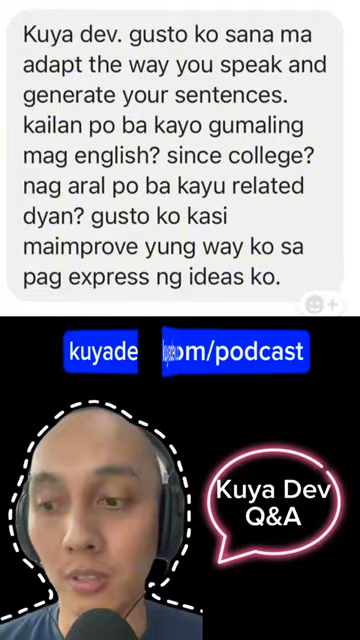 Kuya dev. gusto ko sana ma
adapt the way you speak and
generate your sentences.
kailan po ba kayo gumaling
mag english? since college?
nag aral po ba kayu related
dyan? gusto ko kasi
maimprove yung way ko sa
pag express ng ideas ko.
kuyade om/podcast
Kuya Dev
Q&A